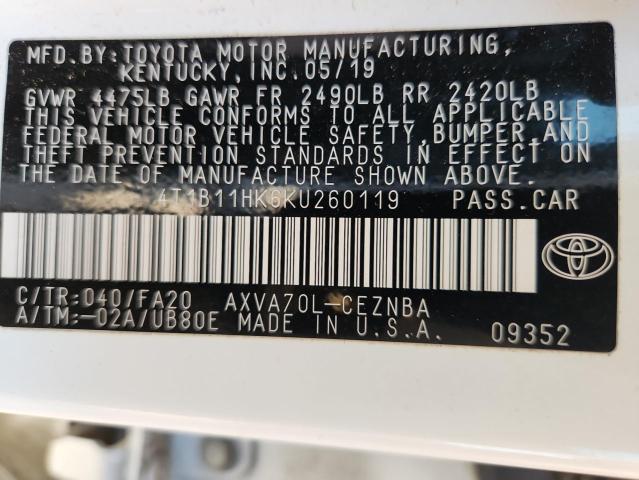 MFD. BY: TOYOTA MOTOR MANUFACTURING,
KENTUCKY, INC. 05/19
GVWR 4475LB GAWR FR 2490LB RR 2420LB
THIS VEHICLE CONFORMS TO ALL APPLICABLE
FEDERAL MOTOR VEHICLE SAFETY, BUMPER, AND
THEFT PREVENTION STANDARDS IN EFFECT ON
THE DATE OF MANUFACTURE SHOWN ABOVE.
4T1B11HK6KU260119 PASS.CAR
C/TR:040/FA20 AXVA70L-CEZNBA
A/TM:-02A/UB80E MADE IN U.S.A. 09352